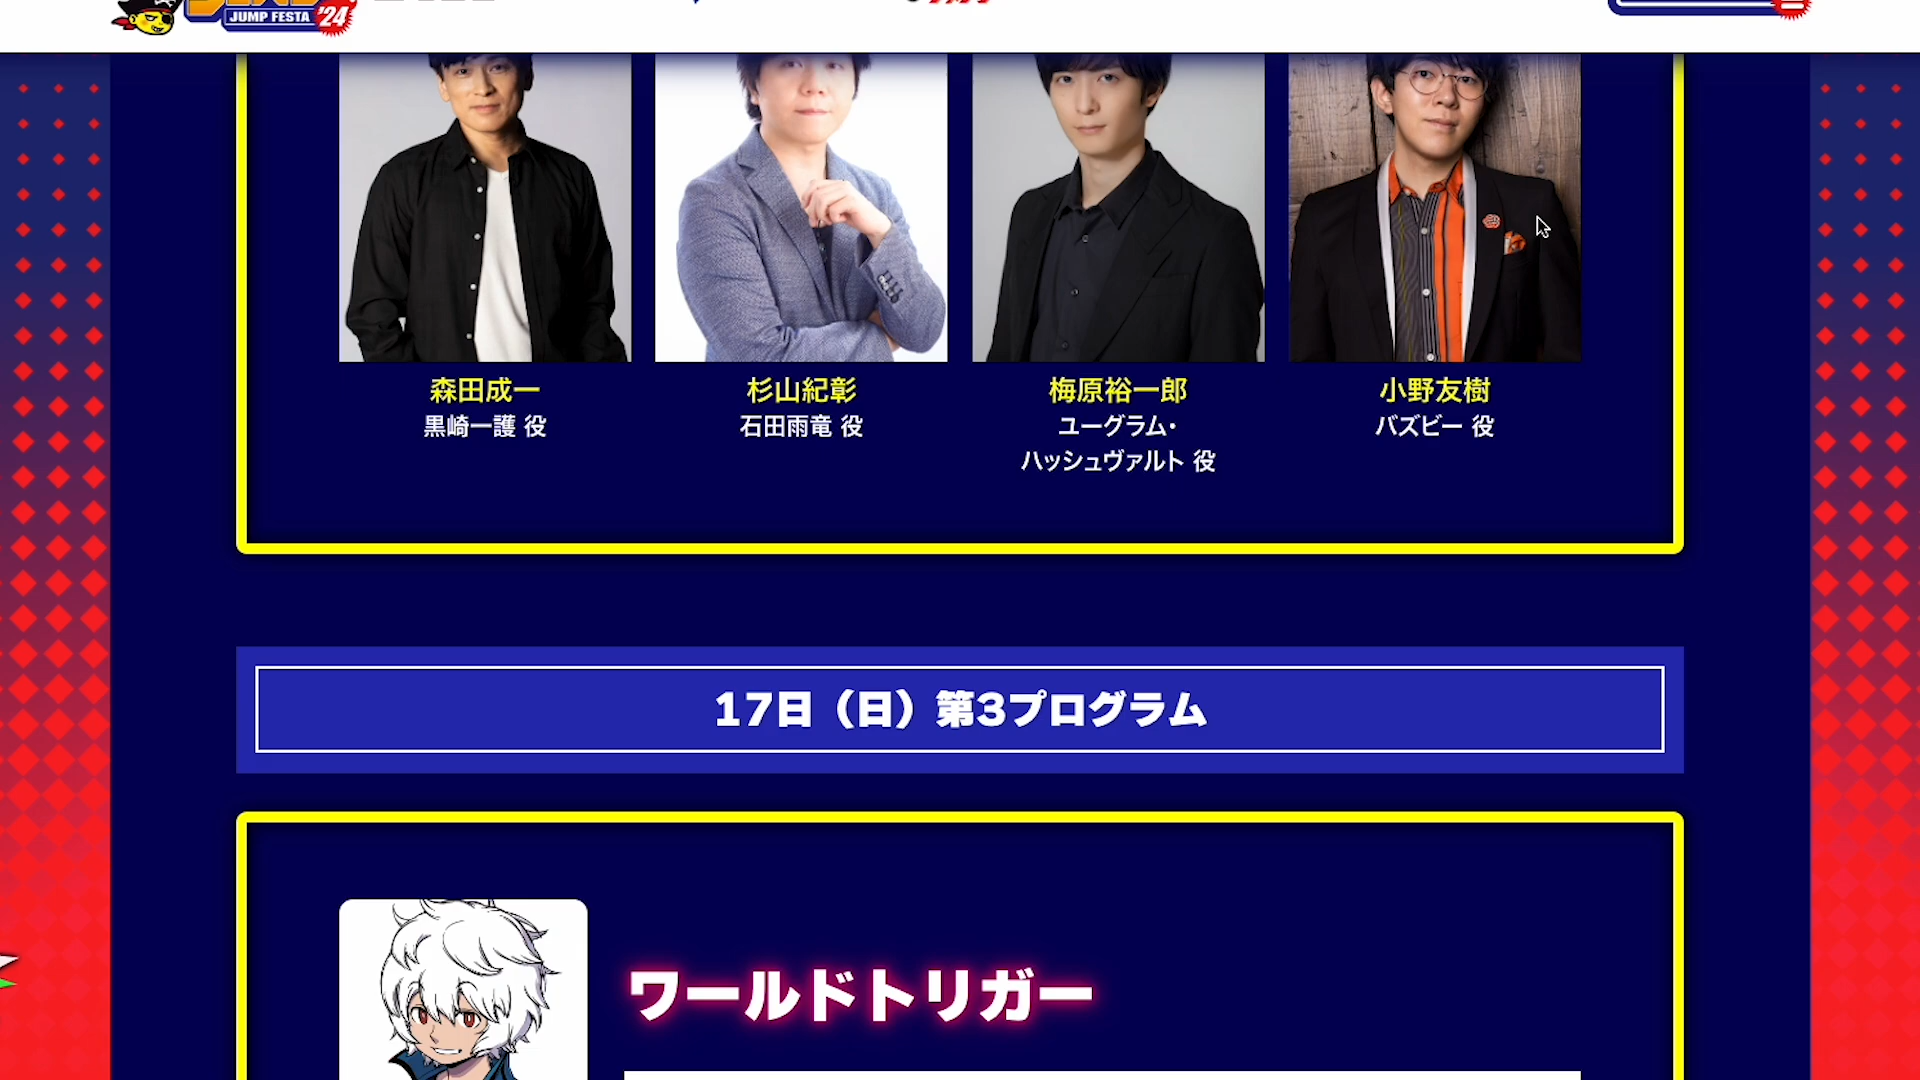 JUMP FESTA '24
森田成一
黒崎一護 役
杉山紀彰
石田雨竜 役
梅原裕一郎
ユーグラム・
ハッシュヴァルト 役
小野友樹
バズビー 役
17日（日）第3プログラム
ワールドトリガー